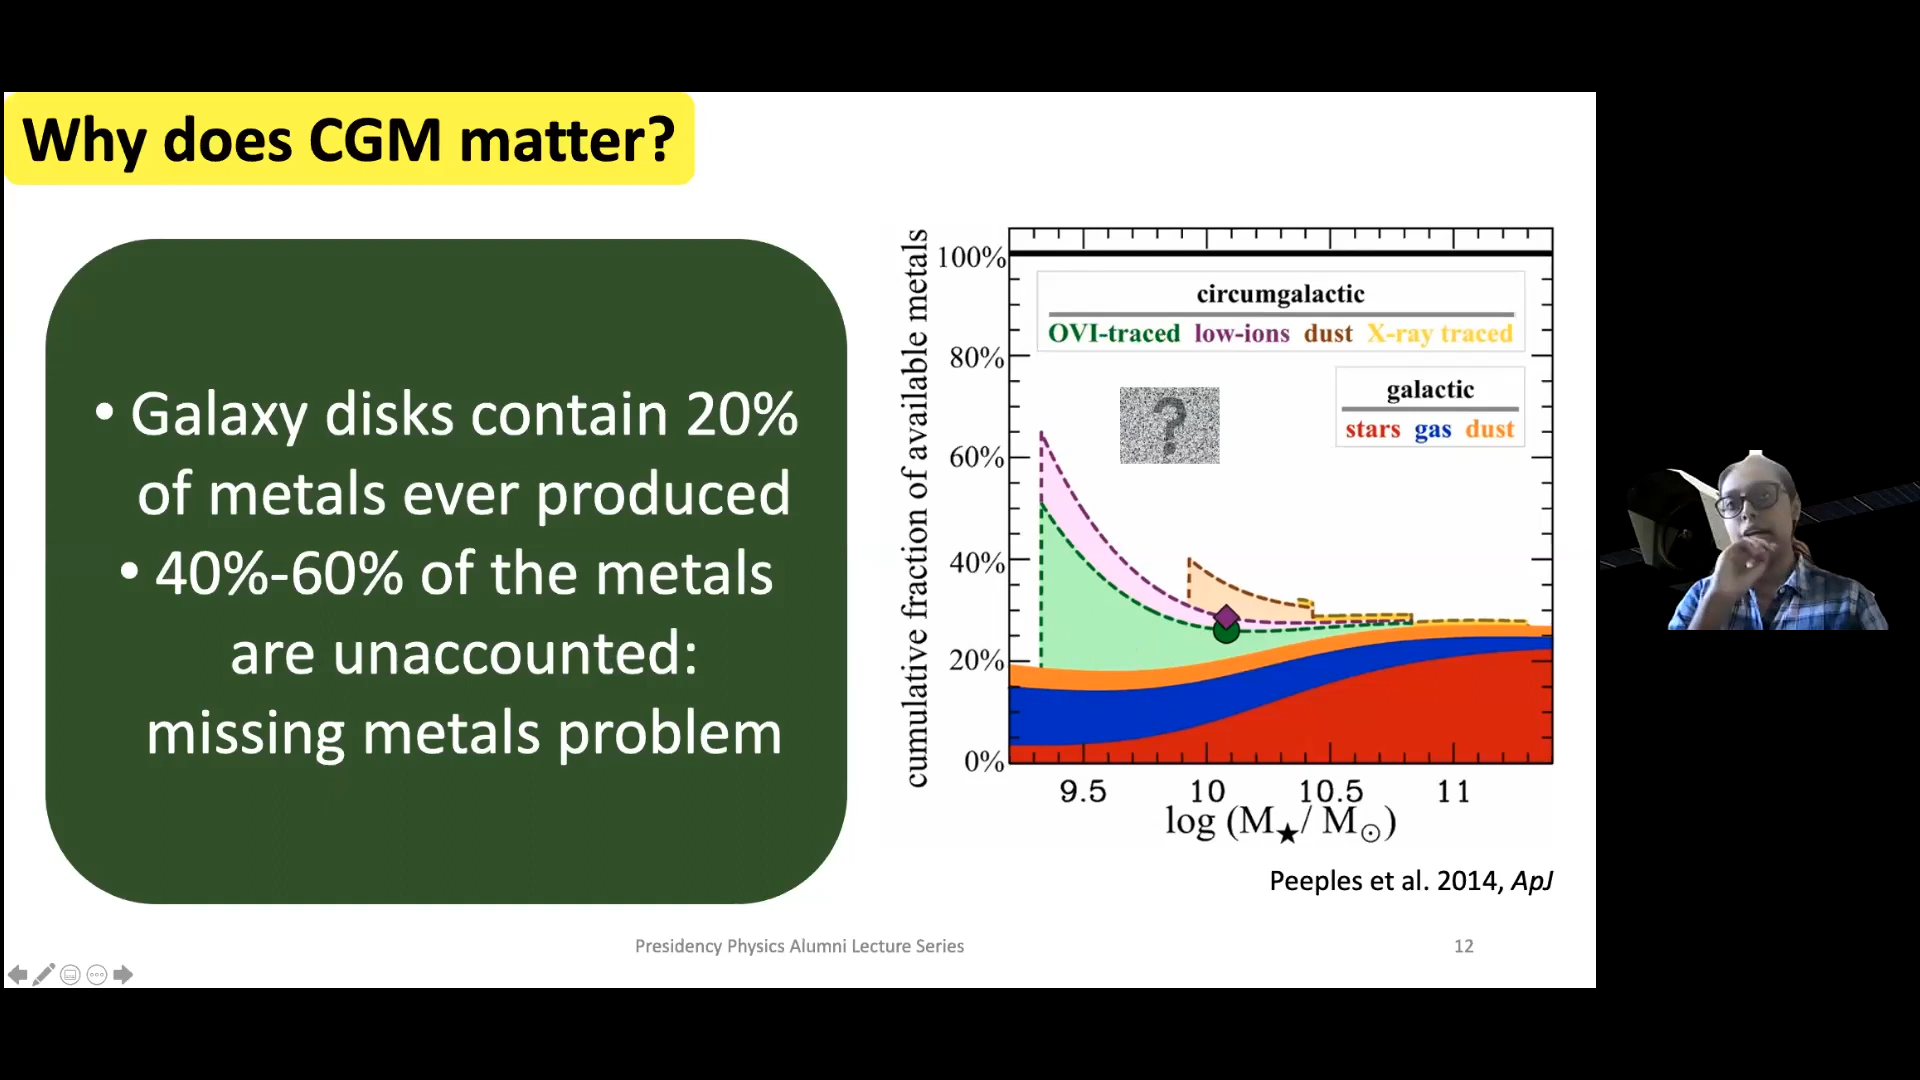 Why does CGM matter?
• Galaxy disks contain 20%
of metals ever produced
• 40%-60% of the metals
are unaccounted:
missing metals problem
cumulative fraction of available metals
100%
80%
60%
40%
20%
0%
circumgalactic
OVI-traced low-ions dust X-ray traced
galactic
stars gas dust
?
9.5 10 10.5 11
log (M★/ M⊙)
Peeples et al. 2014, ApJ
Presidency Physics Alumni Lecture Series
12